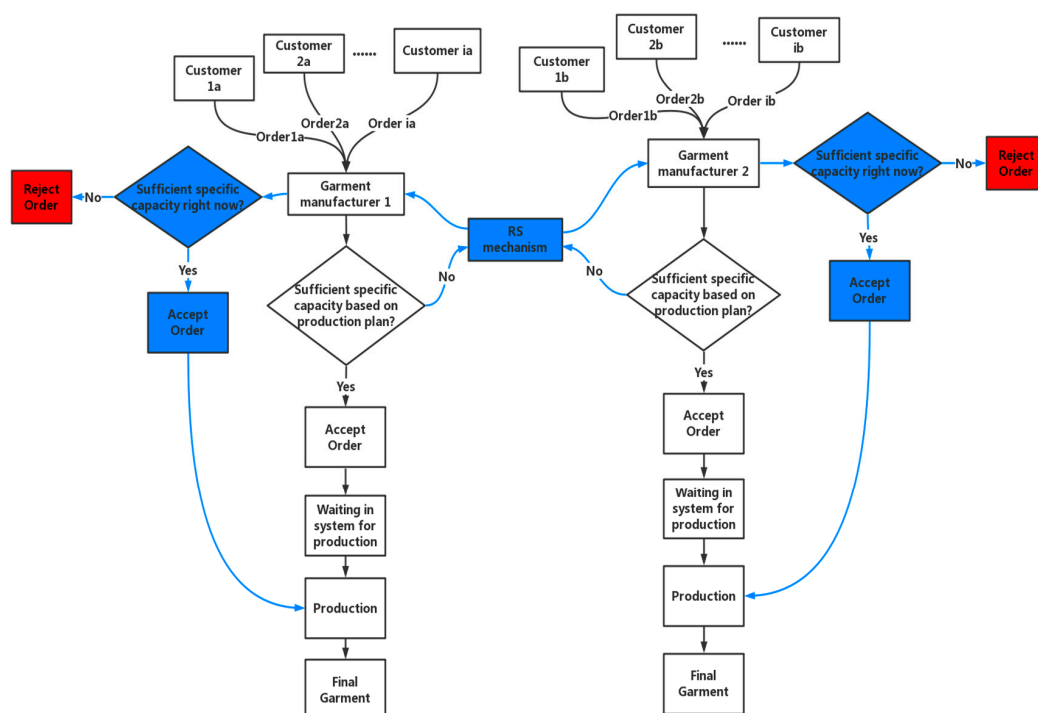 Customer
1a
Customer
2a
......
Customer ia
Order1a
Order2a
Order ia
Customer
1b
Customer
2b
......
Customer
ib
Order1b
Order2b
Order ib
Reject
Order
No
Sufficient specific
capacity right now?
Garment
manufacturer 1
RS
mechanism
Garment
manufacturer 2
Sufficient specific
capacity right now?
No
Reject
Order
Yes
Accept
Order
Sufficient specific
capacity based on
production plan?
No
No
Sufficient specific
capacity based on
production plan?
Yes
Accept
Order
Yes
Accept
Order
Waiting in
system for
production
Production
Final
Garment
Yes
Accept
Order
Waiting in
system for
production
Production
Final
Garment